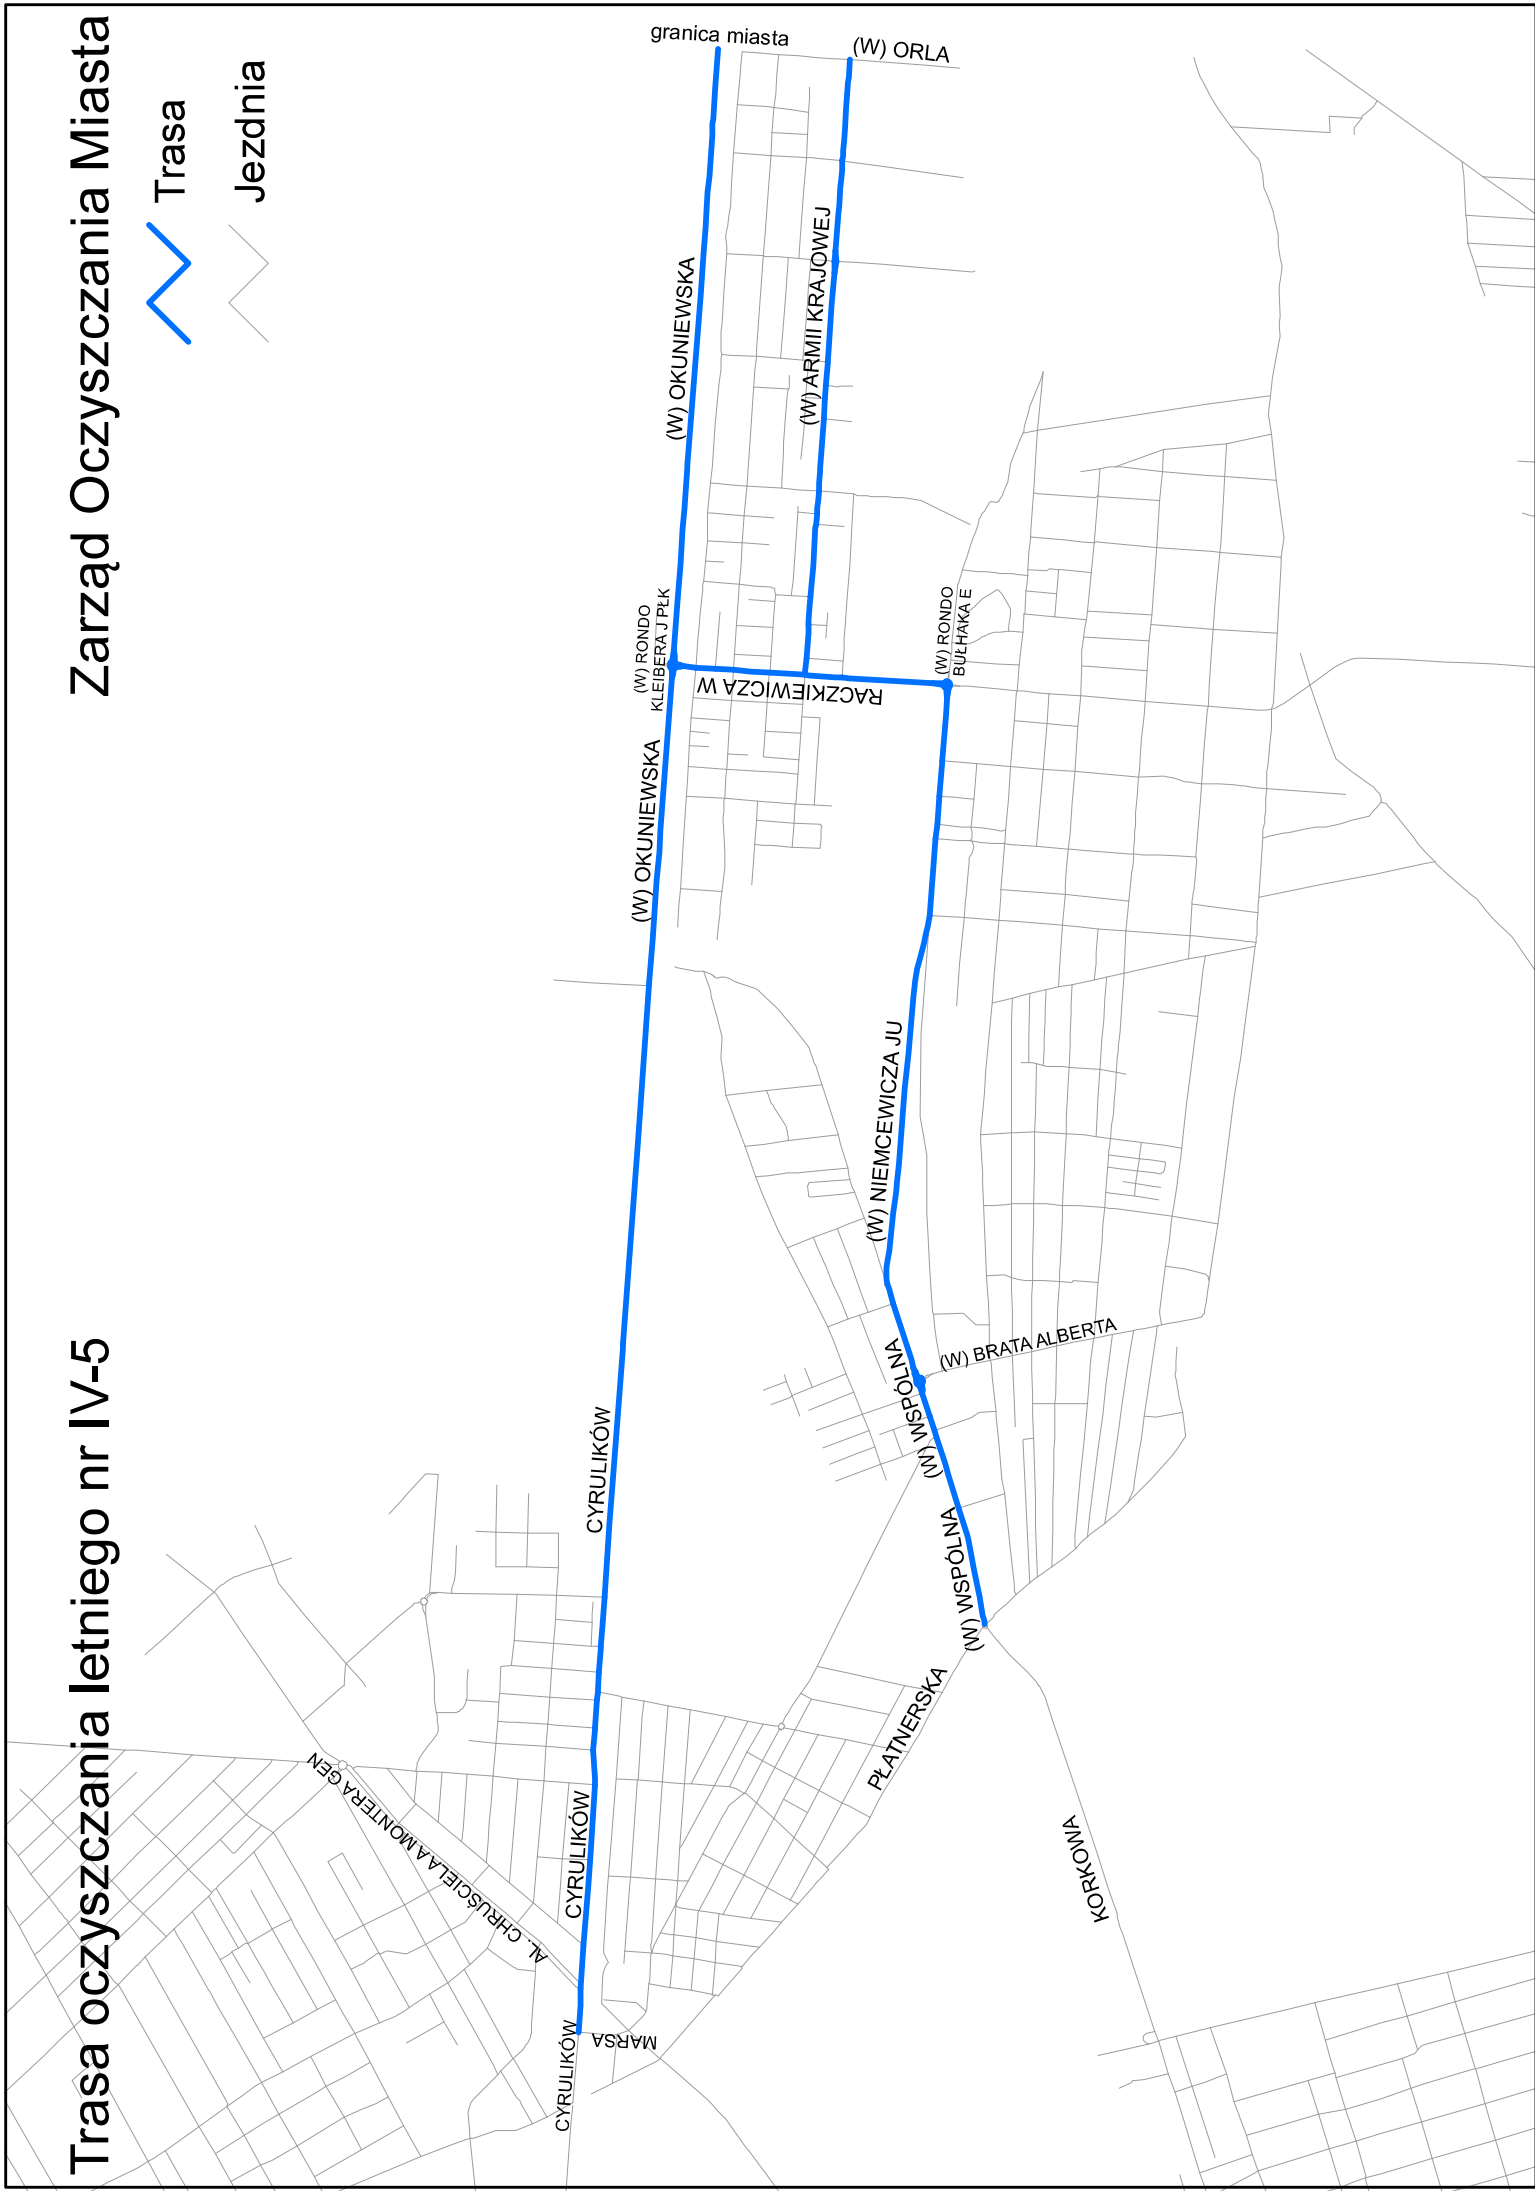 Trasa oczyszczania letniego nr IV-5
Zarząd Oczyszczania Miasta
Trasa
Jezdnia
granica miasta
(W) ORLA
(W) OKUNIEWSKA
(W) ARMII KRAJOWEJ
(W) RONDO
KLEIBERA J PŁK
RACZKIEWICZA W
(W) RONDO
BUŁHAKA E
(W) OKUNIEWSKA
(W) NIEMCEWICZA JU
(W) BRATA ALBERTA
(W) WSPÓLNA
(W) WSPÓLNA
CYRULIKÓW
PŁATNERSKA
KORKOWA
AL. CHRUŚCIELA A MONTERA GEN
CYRULIKÓW
CYRULIKÓW
MARSA